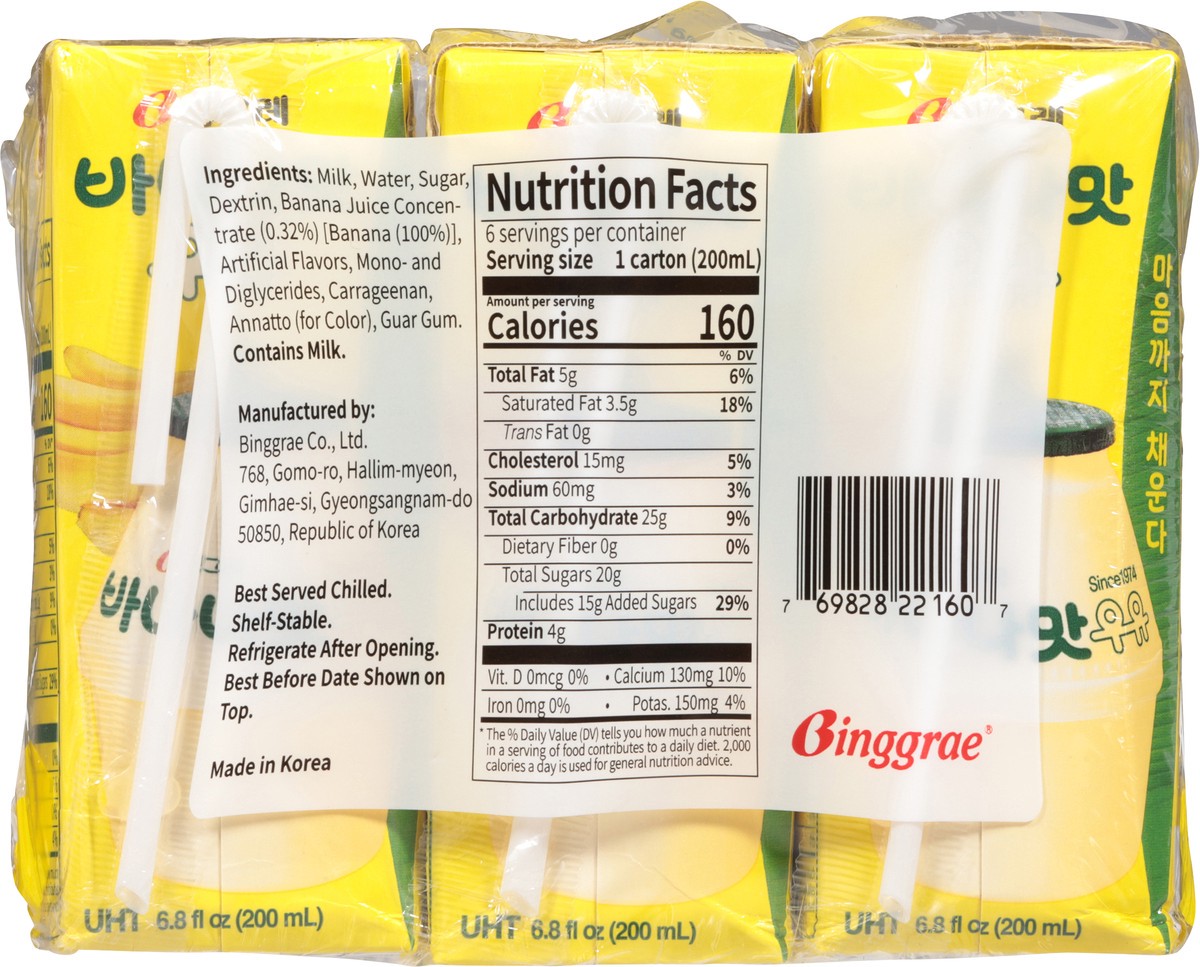 Ingredients: Milk, Water, Sugar,
Dextrin, Banana Juice Concen-
trate (0.32%) [Banana (100%)],
Artificial Flavors, Mono- and
Diglycerides, Carrageenan,
Annatto (for Color), Guar Gum.
Contains Milk.
Manufactured by:
Binggrae Co., Ltd.
768, Gomo-ro, Hallim-myeon,
Gimhae-si, Gyeongsangnam-do
50850, Republic of Korea
Best Served Chilled.
Shelf-Stable.
Refrigerate After Opening.
Best Before Date Shown on
Top.
Made in Korea
Nutrition Facts
6 servings per container
Serving size 1 carton (200mL)
Amount per serving
Calories 160
% DV
Total Fat 5g 6%
Saturated Fat 3.5g 18%
Trans Fat 0g
Cholesterol 15mg 5%
Sodium 60mg 3%
Total Carbohydrate 25g 9%
Dietary Fiber 0g 0%
Total Sugars 20g
Includes 15g Added Sugars 29%
Protein 4g
Vit. D 0mcg 0% • Calcium 130mg 10%
Iron 0mg 0% • Potas. 150mg 4%
* The % Daily Value (DV) tells you how much a nutrient
in a serving of food contributes to a daily diet. 2,000
calories a day is used for general nutrition advice.
맛
마음까지 채운다
7 69828 22160 7
Since1974
맛우유
Binggrae®
UHT 6.8 fl oz (200 mL)
UHT 6.8 fl oz (200 mL)
UHT 6.8 fl oz (200 mL)